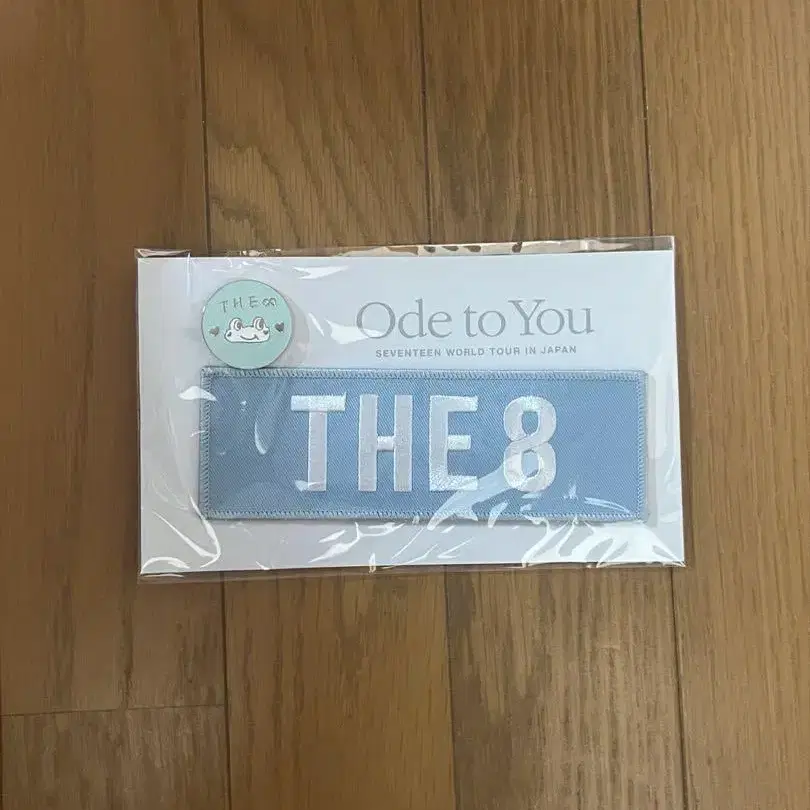 THE∞
Ode to You
SEVENTEEN WORLD TOUR IN JAPAN
THE 8